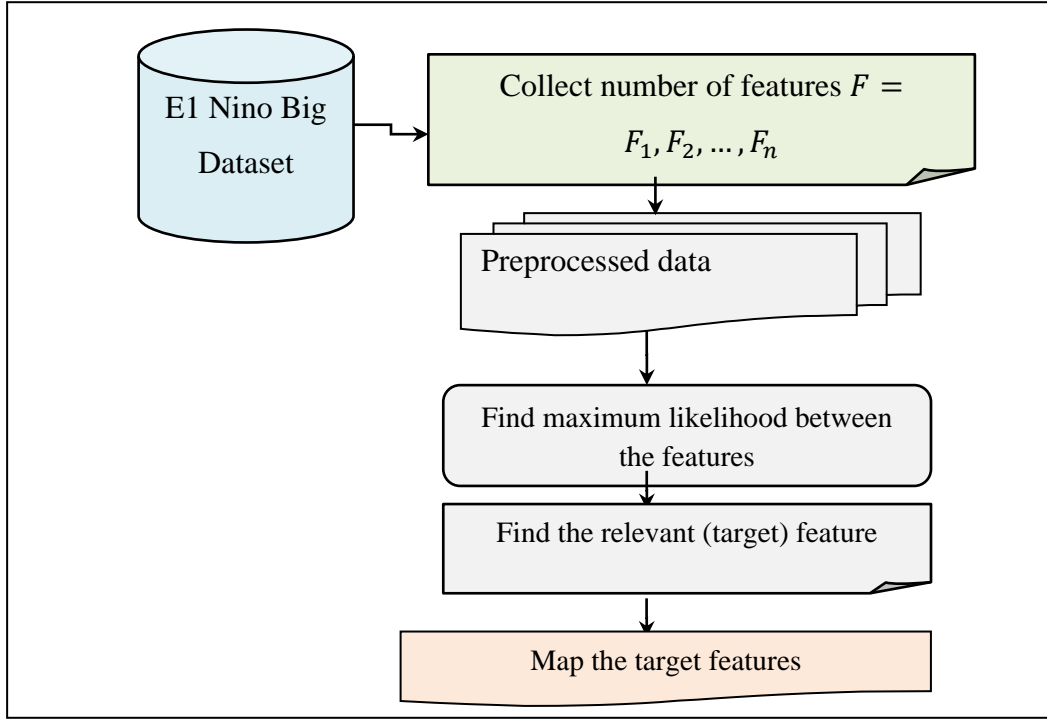 E1 Nino Big
Dataset
Collect number of features 𝐹 =
𝐹₁, 𝐹₂, … , 𝐹ₙ
Preprocessed data
Find maximum likelihood between
the features
Find the relevant (target) feature
Map the target features